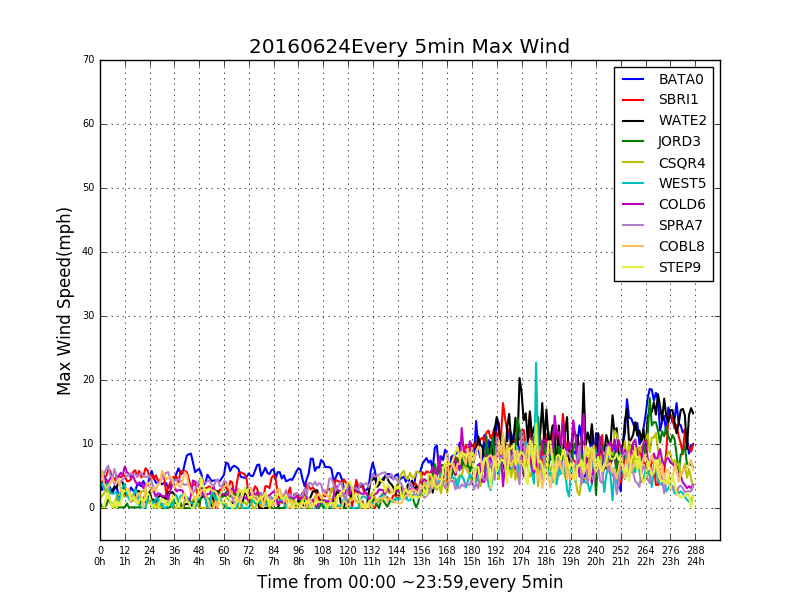 20160624Every 5min Max Wind
70
60
50
40
30
20
10
0
Max Wind Speed(mph)
BATA0
SBRI1
WATE2
JORD3
CSQR4
WEST5
COLD6
SPRA7
COBL8
STEP9
0 12 24 36 48 60 72 84 96 108 120 132 144 156 168 180 192 204 216 228 240 252 264 276 288
0h 1h 2h 3h 4h 5h 6h 7h 8h 9h 10h 11h 12h 13h 14h 15h 16h 17h 18h 19h 20h 21h 22h 23h 24h
Time from 00:00 ~23:59,every 5min